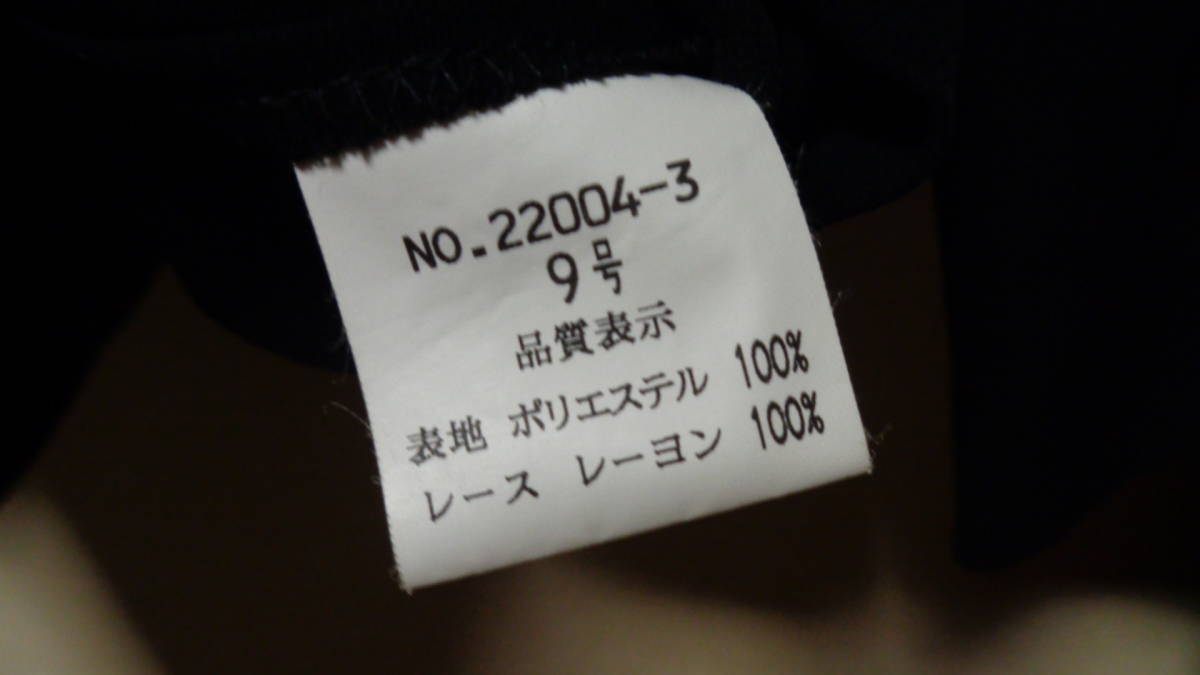 NO.22004-3
9号
品質表示
表地 ポリエステル 100%
レース レーヨン 100%